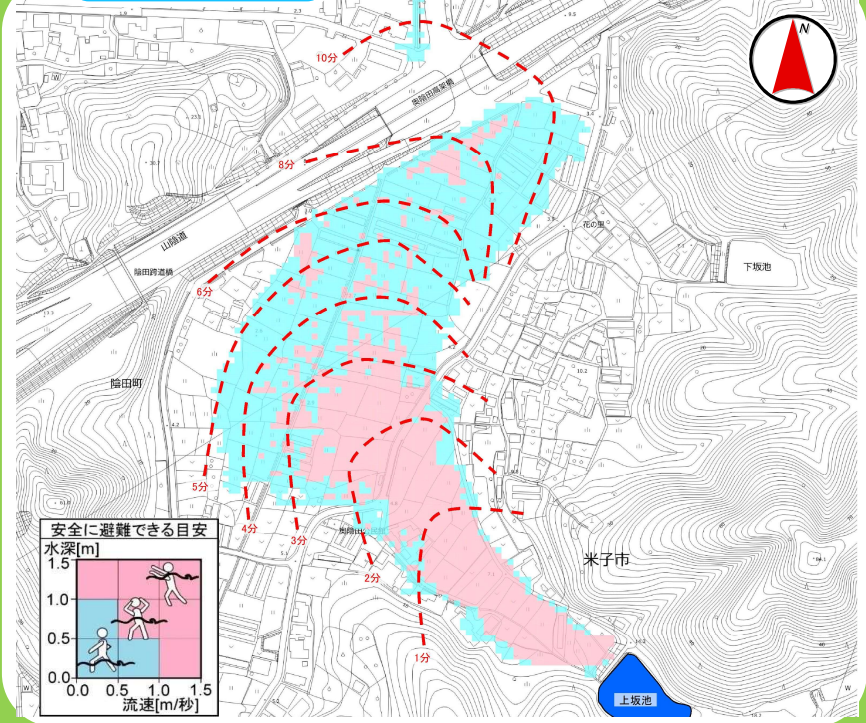 10分
N
奥陰田高架橋
8分
花の里
山陰道
下坂池
陰田跨道橋
6分
陰田町
5分
4分
3分
2分
1分
米子市
上坂池
安全に避難できる目安
水深[m]
1.5
1.0
0.5
0.0
0.0 0.5 1.0 1.5
流速[m/秒]